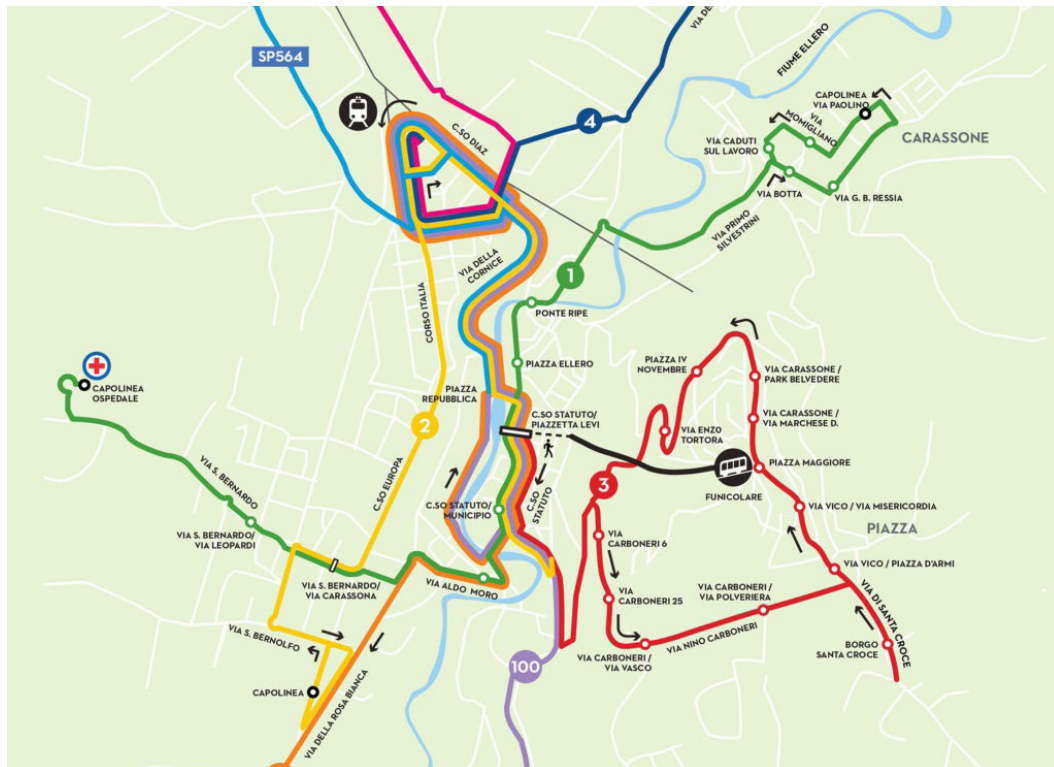 VIA DE
SP564
FIUME ELLERO
CAPOLINEA
VIA PAOLINO
C.SO DIAZ
4
VIA
MOMIGLIANO
VIA CADUTI
SUL LAVORO
CARASSONE
VIA BOTTA
VIA G. B. RESSIA
VIA PRIMO
SILVESTRINI
VIA DELLA
CORNICE
1
PONTE RIPE
CORSO ITALIA
PIAZZA ELLERO
PIAZZA IV
NOVEMBRE
VIA CARASSONE /
PARK BELVEDERE
CAPOLINEA
OSPEDALE
PIAZZA
REPUBBLICA
C.SO STATUTO/
PIAZZETTA LEVI
VIA CARASSONE /
VIA MARCHESE D.
2
VIA ENZO
TORTORA
PIAZZA MAGGIORE
VIA S. BERNARDO
C.SO EUROPA
3
FUNICOLARE
C.SO STATUTO/
MUNICIPIO
C.SO
STATUTO
VIA VICO / VIA MISERICORDIA
VIA S. BERNARDO/
VIA LEOPARDI
PIAZZA
VIA
CARBONERI 6
VIA VICO / PIAZZA D'ARMI
VIA S. BERNARDO/
VIA CARASSONA
VIA ALDO MORO
VIA
CARBONERI 25
VIA CARBONERI /
VIA POLVERIERA
VIA DI SANTA CROCE
VIA S. BERNOLFO
VIA NINO CARBONERI
BORGO
SANTA CROCE
VIA CARBONERI /
VIA VASCO
100
CAPOLINEA
VIA DELLA ROSA BIANCA